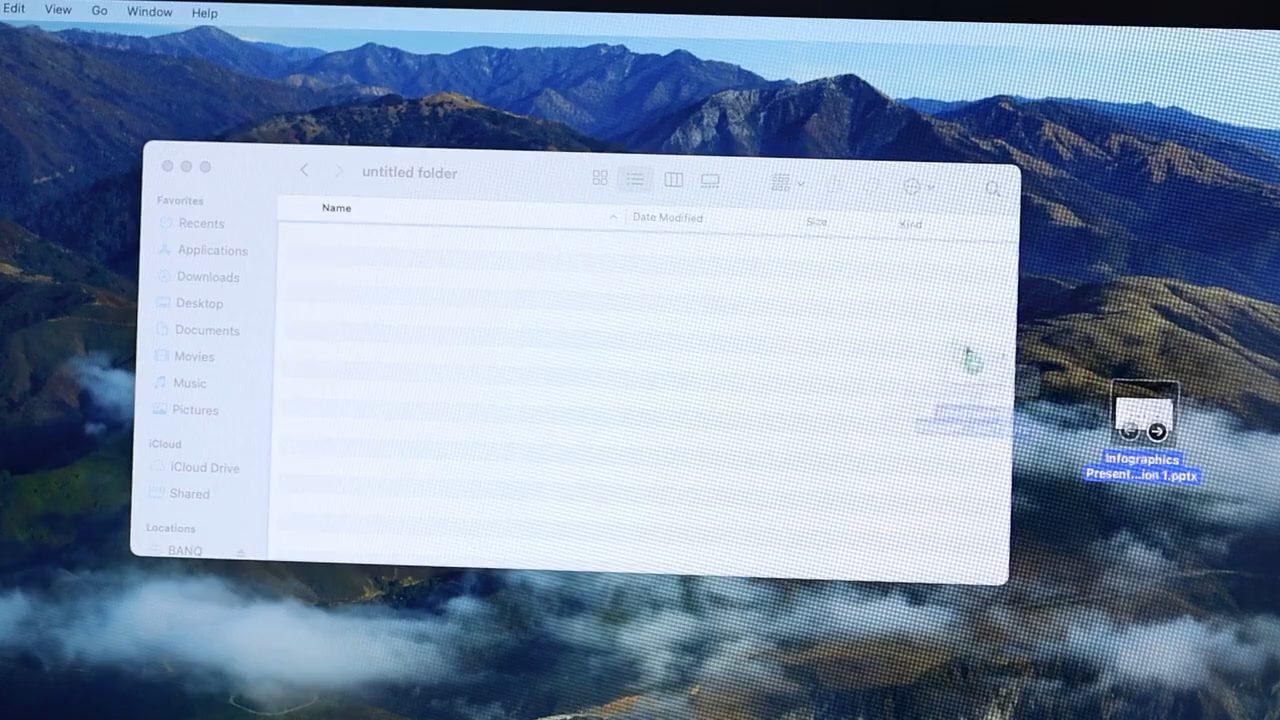 Edit View Go Window Help
untitled folder
Favorites
Recents
Applications
Downloads
Desktop
Documents
Movies
Music
Pictures
iCloud
iCloud Drive
Shared
Locations
BANQ
Name Date Modified Size Kind
Infographics
Present...ion 1.pptx